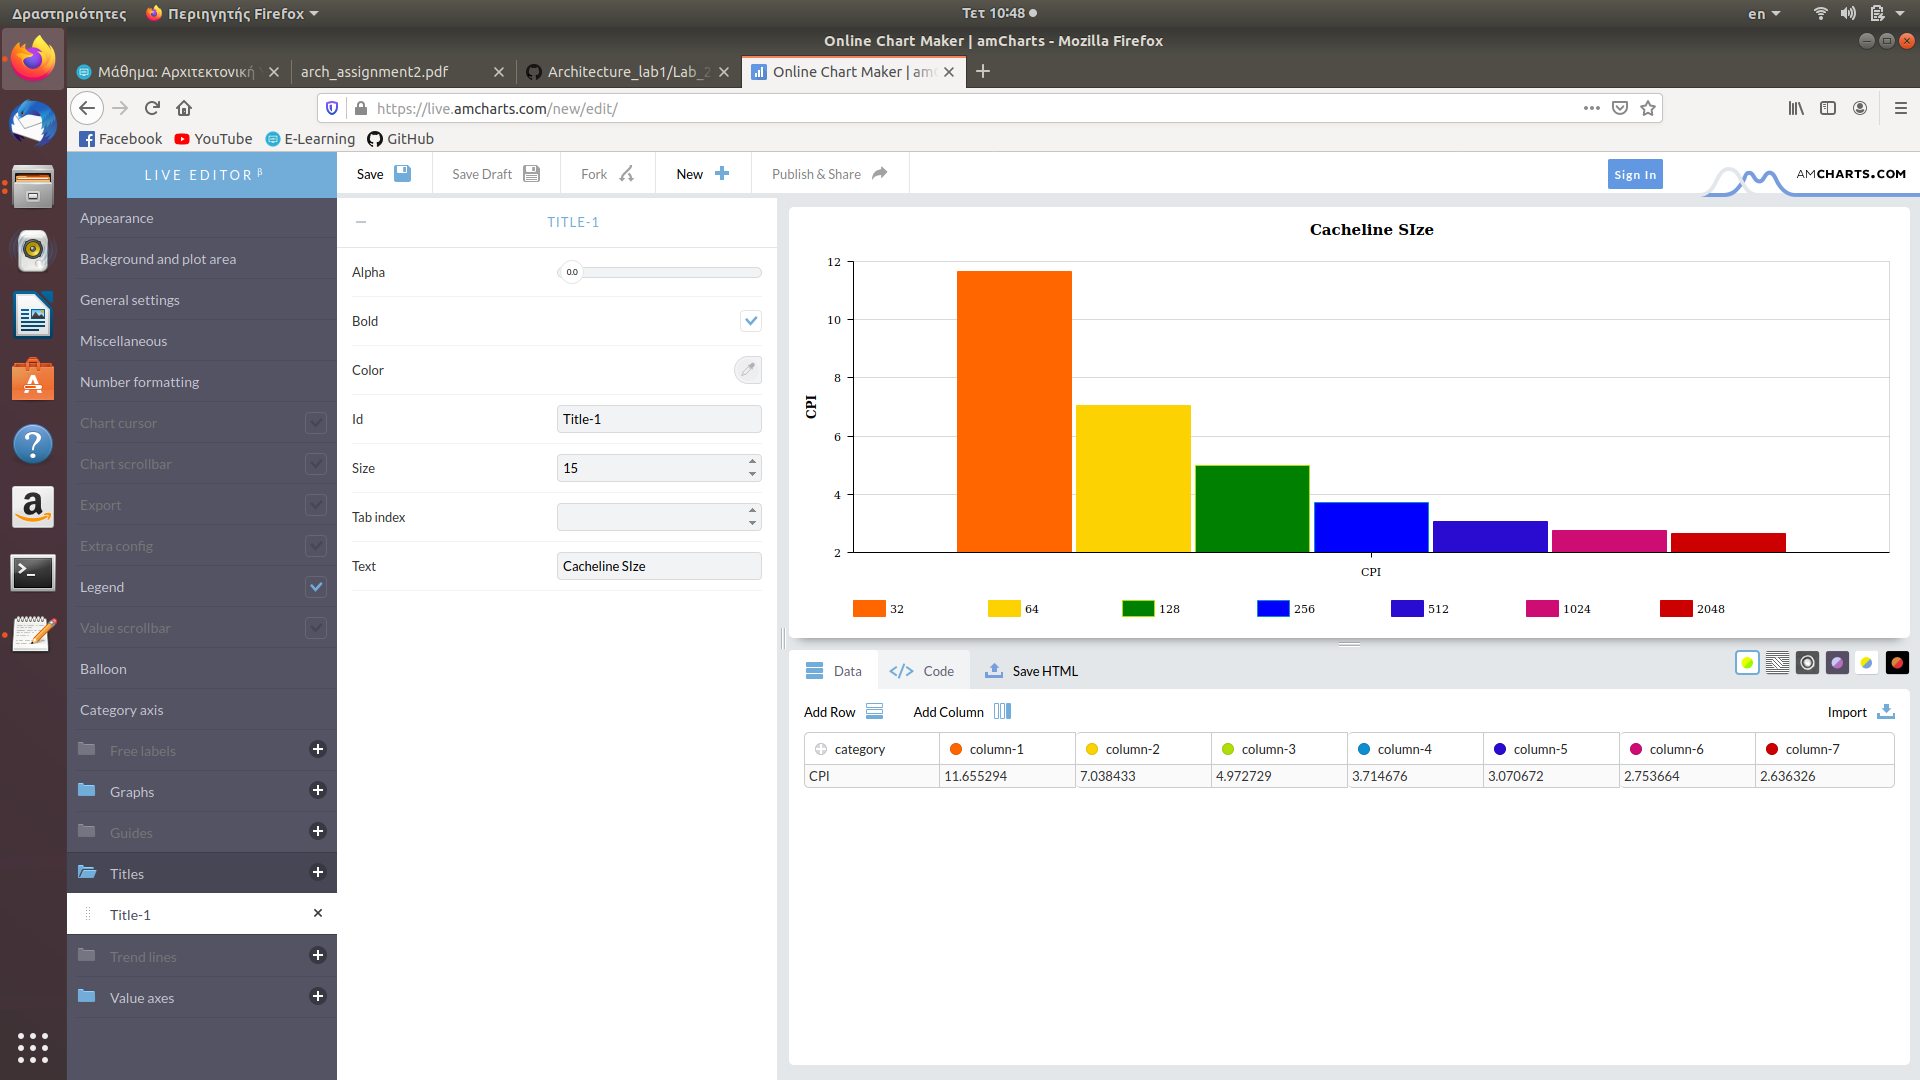 Δραστηριότητες
Περιηγητής Firefox
Τετ 10:48
en
Online Chart Maker | amCharts - Mozilla Firefox
Μάθημα: Αρχιτεκτονική
arch_assignment2.pdf
Architecture_lab1/Lab_2
Online Chart Maker | am
https://live.amcharts.com/new/edit/
Facebook
YouTube
E-Learning
GitHub
LIVE EDITOR β
Save
Save Draft
Fork
New
Publish & Share
Sign In
AMCHARTS.COM
Appearance
Background and plot area
General settings
Miscellaneous
Number formatting
Chart cursor
Chart scrollbar
Export
Extra config
Legend
Value scrollbar
Balloon
Category axis
Free labels
Graphs
Guides
Titles
Title-1
Trend lines
Value axes
TITLE-1
Alpha
0.0
Bold
Color
Id
Title-1
Size
15
Tab index
Text
Cacheline SIze
Cacheline SIze
12
10
8
6
4
2
CPI
CPI
32
64
128
256
512
1024
2048
Data
</> Code
Save HTML
Add Row
Add Column
Import
category
column-1
column-2
column-3
column-4
column-5
column-6
column-7
CPI
11.655294
7.038433
4.972729
3.714676
3.070672
2.753664
2.636326